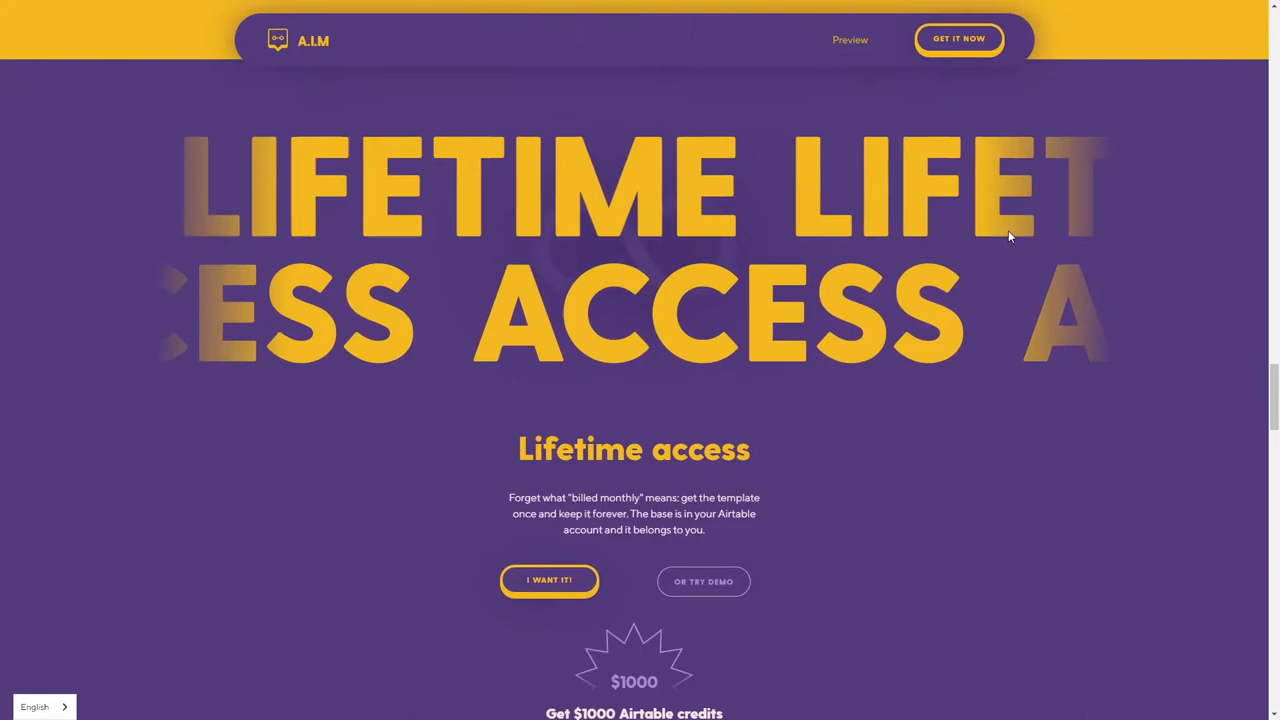 A.I.M
Preview
GET IT NOW
LIFETIME LIFET
CESS ACCESS A
Lifetime access
Forget what "billed monthly" means: get the template
once and keep it forever. The base is in your Airtable
account and it belongs to you.
I WANT IT!
OR TRY DEMO
$1000
Get $1000 Airtable credits
English